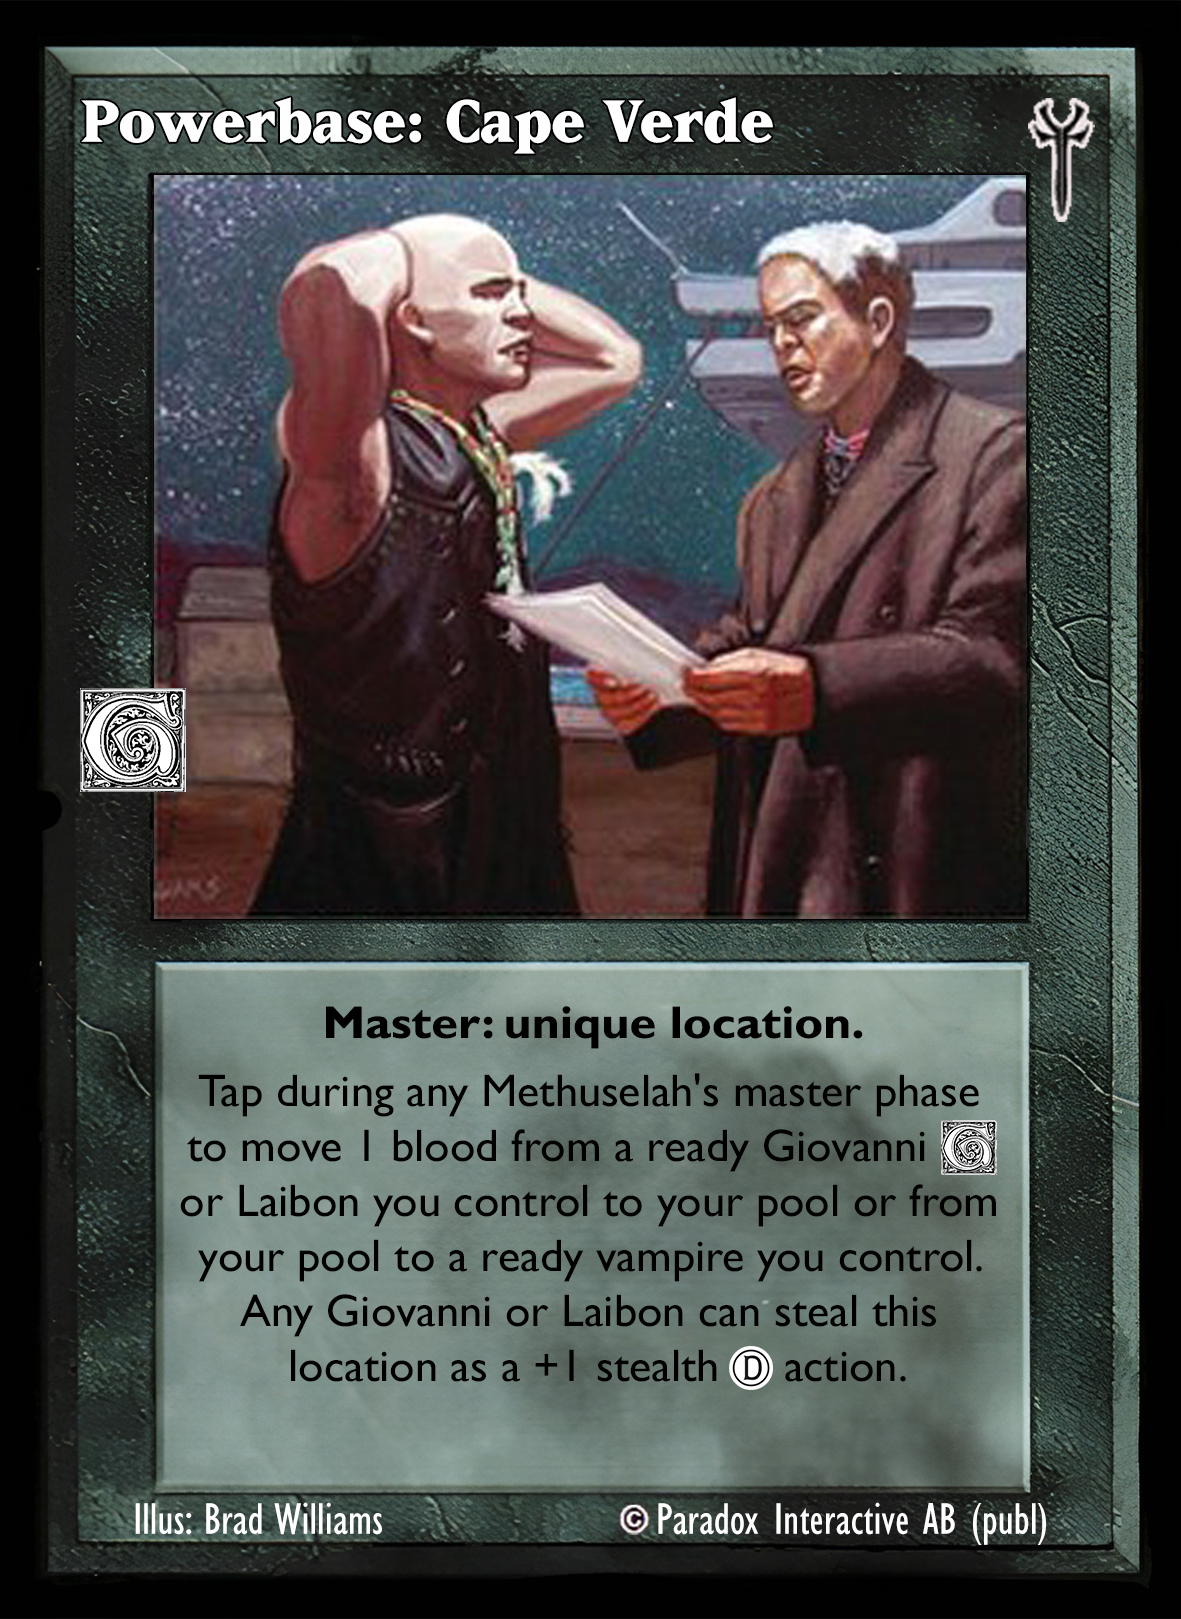 Powerbase: Cape Verde
G
Master: unique location.
Tap during any Methuselah's master phase
to move 1 blood from a ready Giovanni G
or Laibon you control to your pool or from
your pool to a ready vampire you control.
Any Giovanni or Laibon can steal this
location as a +1 stealth D action.
Illus: Brad Williams © Paradox Interactive AB (publ)